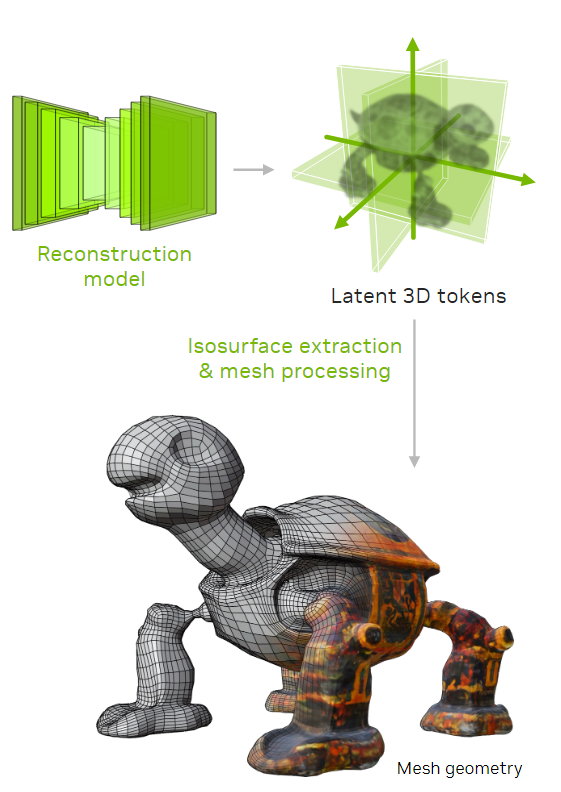 Reconstruction
model
Latent 3D tokens
Isosurface extraction
& mesh processing
Mesh geometry